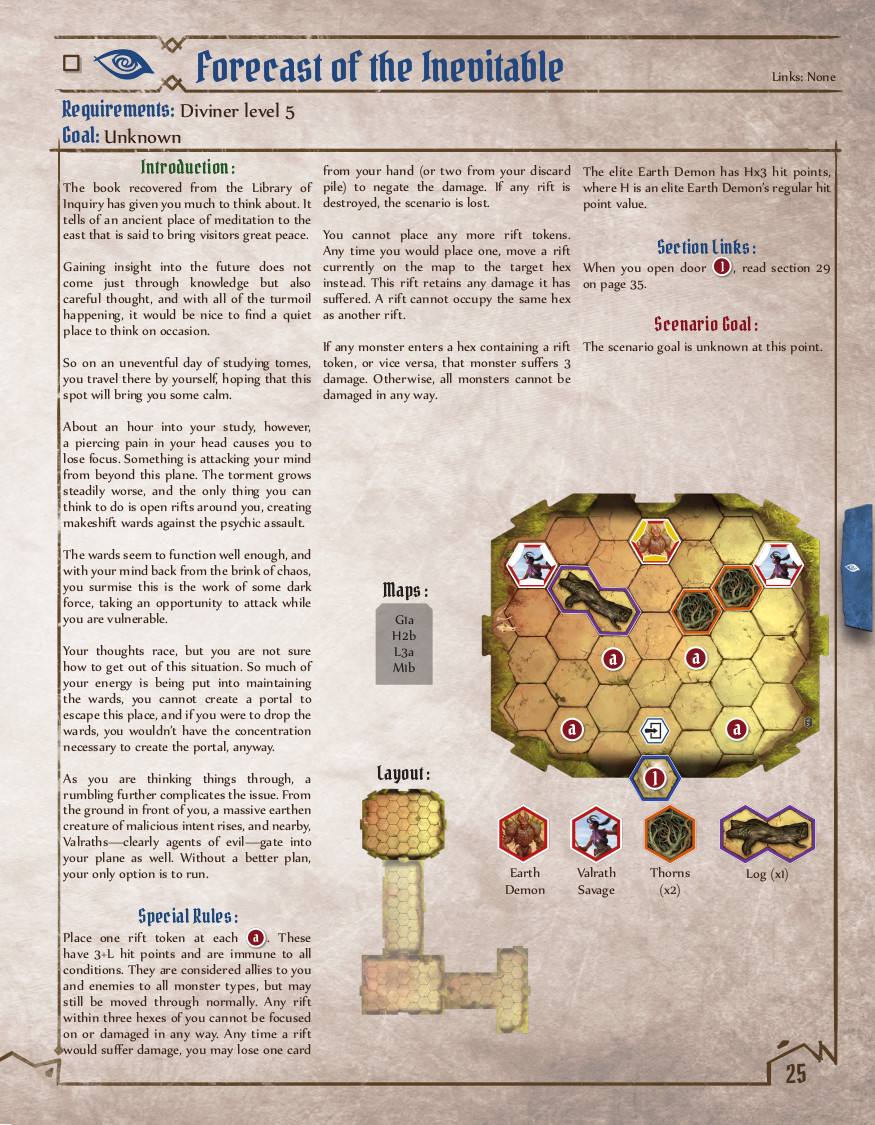 Forecast of the Inevitable
Links: None
Requirements: Diviner level 5
Goal: Unknown
Introduction:
The book recovered from the Library of
Inquiry has given you much to think about. It
tells of an ancient place of meditation to the
east that is said to bring visitors great peace.
Gaining insight into the future does not
come just through knowledge but also
careful thought, and with all of the turmoil
happening, it would be nice to find a quiet
place to think on occasion.
So on an uneventful day of studying tomes,
you travel there by yourself, hoping that this
spot will bring you some calm.
About an hour into your study, however,
a piercing pain in your head causes you to
lose focus. Something is attacking your mind
from beyond this plane. The torment grows
steadily worse, and the only thing you can
think to do is open rifts around you, creating
makeshift wards against the psychic assault.
The wards seem to function well enough, and
with your mind back from the brink of chaos,
you surmise this is the work of some dark
force, taking an opportunity to attack while
you are vulnerable.
Your thoughts race, but you are not sure
how to get out of this situation. So much of
your energy is being put into maintaining
the wards, you cannot create a portal to
escape this place, and if you were to drop the
wards, you wouldn't have the concentration
necessary to create the portal, anyway.
As you are thinking things through, a
rumbling further complicates the issue. From
the ground in front of you, a massive earthen
creature of malicious intent rises, and nearby,
Valraths—clearly agents of evil—gate into
your plane as well. Without a better plan,
your only option is to run.
Special Rules:
Place one rift token at each a. These
have 3+L hit points and are immune to all
conditions. They are considered allies to you
and enemies to all monster types, but may
still be moved through normally. Any rift
within three hexes of you cannot be focused
on or damaged in any way. Any time a rift
would suffer damage, you may lose one card
from your hand (or two from your discard
pile) to negate the damage. If any rift is
destroyed, the scenario is lost.
You cannot place any more rift tokens.
Any time you would place one, move a rift
currently on the map to the target hex
instead. This rift retains any damage it has
suffered. A rift cannot occupy the same hex
as another rift.
If any monster enters a hex containing a rift
token, or vice versa, that monster suffers 3
damage. Otherwise, all monsters cannot be
damaged in any way.
The elite Earth Demon has Hx3 hit points,
where H is an elite Earth Demon's regular hit
point value.
Section Links:
When you open door 1, read section 29
on page 35.
Scenario Goal:
The scenario goal is unknown at this point.
Maps:
G1a
H2b
L3a
M1b
Layout:
a
a
a
a
1
Earth
Demon
Valrath
Savage
Thorns
(x2)
Log (x1)
25